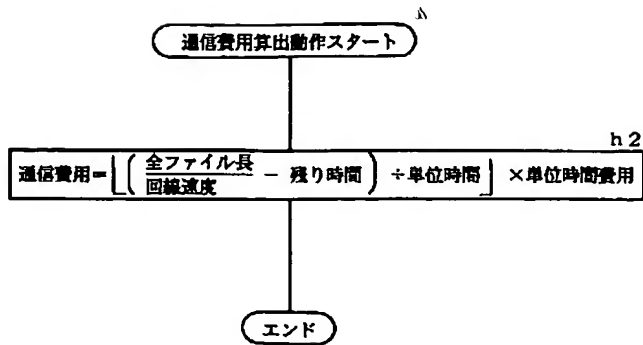 通信費用算出動作スタート
h2
通信費用=⌊(全ファイル長/回線速度 - 残り時間)÷単位時間⌋×単位時間費用
エンド